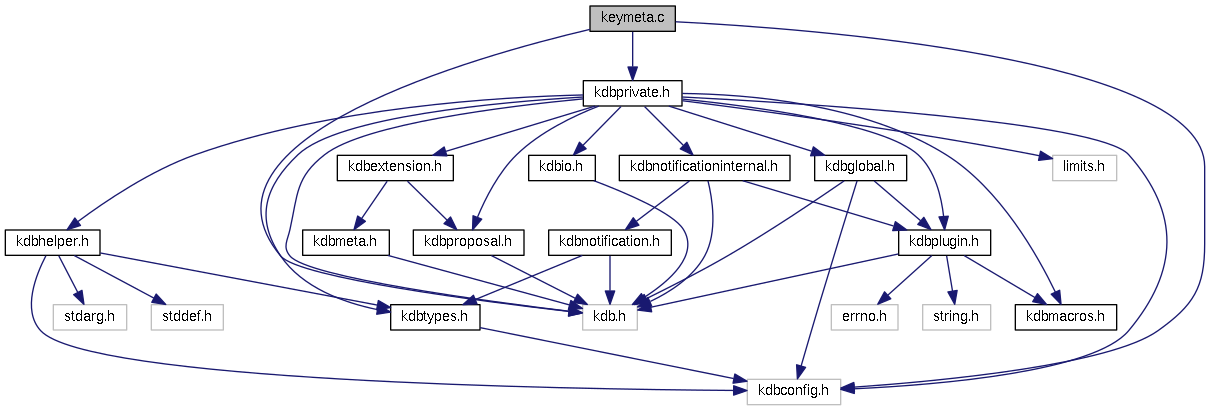 keymeta.c
kdbprivate.h
kdbextension.h
kdbio.h
kdbnotificationinternal.h
kdbglobal.h
limits.h
kdbhelper.h
kdbmeta.h
kdbproposal.h
kdbnotification.h
kdbplugin.h
stdarg.h
stddef.h
kdbtypes.h
kdb.h
errno.h
string.h
kdbmacros.h
kdbconfig.h